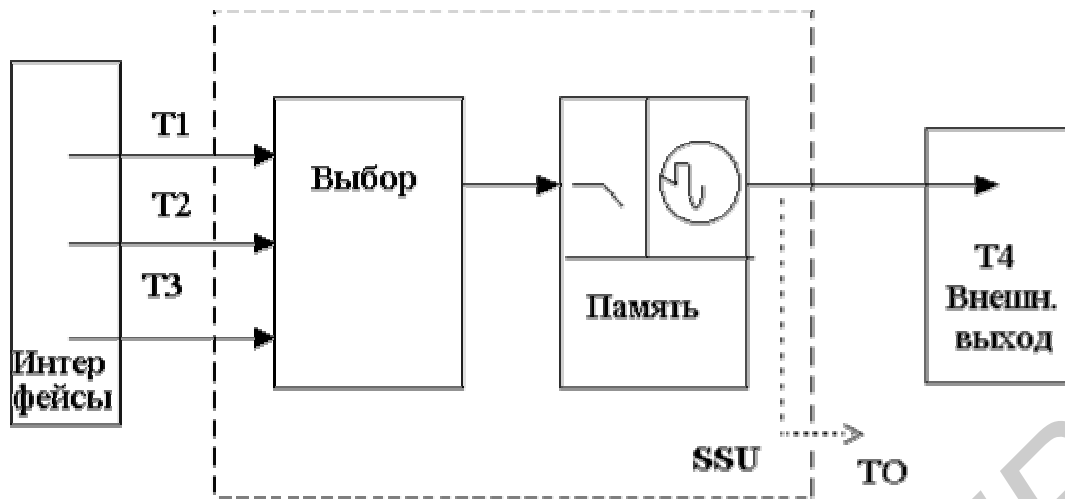 T1
T2
T3
Интер
фейсы
Выбор
Память
SSU
TO
T4
Внешн.
выход